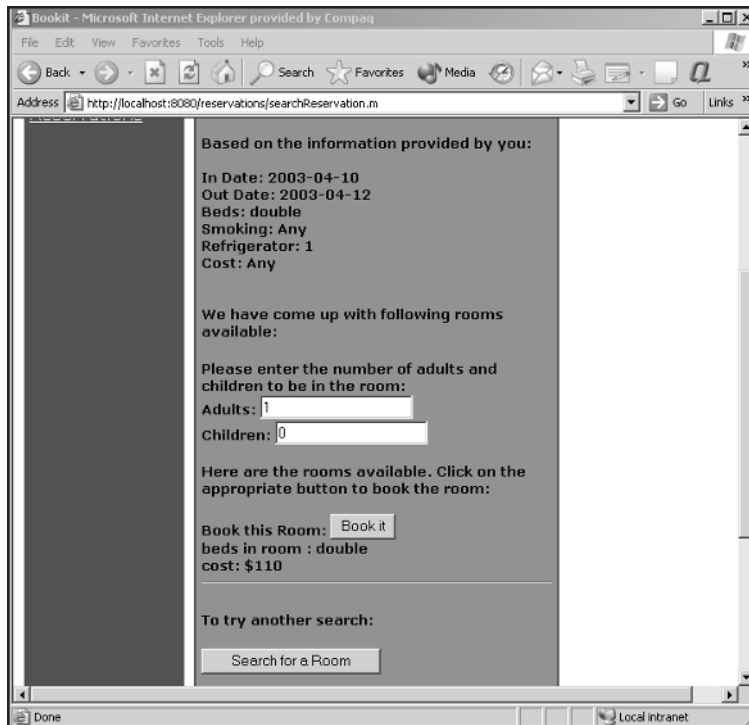 Bookit - Microsoft Internet Explorer provided by Compaq
File Edit View Favorites Tools Help
Back Search Favorites Media
Address http://localhost:8080/reservations/searchReservation.m Go Links »
Reservations
Based on the information provided by you:
In Date: 2003-04-10
Out Date: 2003-04-12
Beds: double
Smoking: Any
Refrigerator: 1
Cost: Any
We have come up with following rooms
available:
Please enter the number of adults and
children to be in the room:
Adults: 1
Children: 0
Here are the rooms available. Click on the
appropriate button to book the room:
Book this Room: Book it
beds in room : double
cost: $110
To try another search:
Search for a Room
Done Local intranet